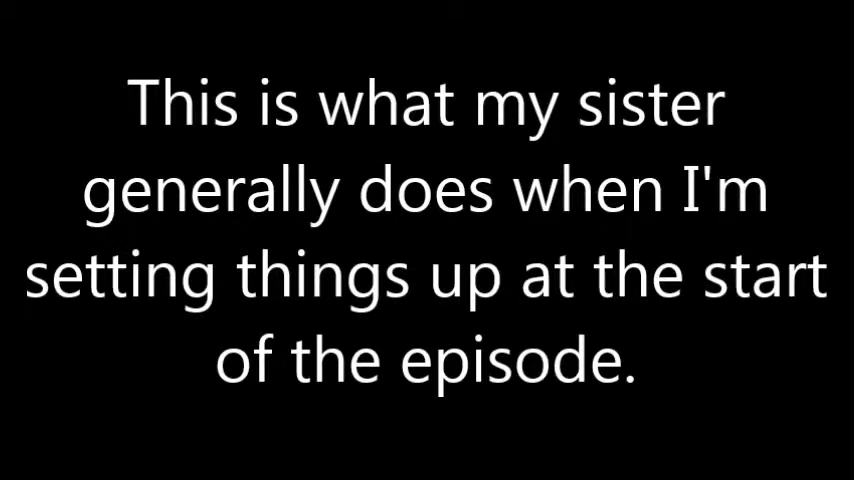 This is what my sister
generally does when I'm
setting things up at the start
of the episode.